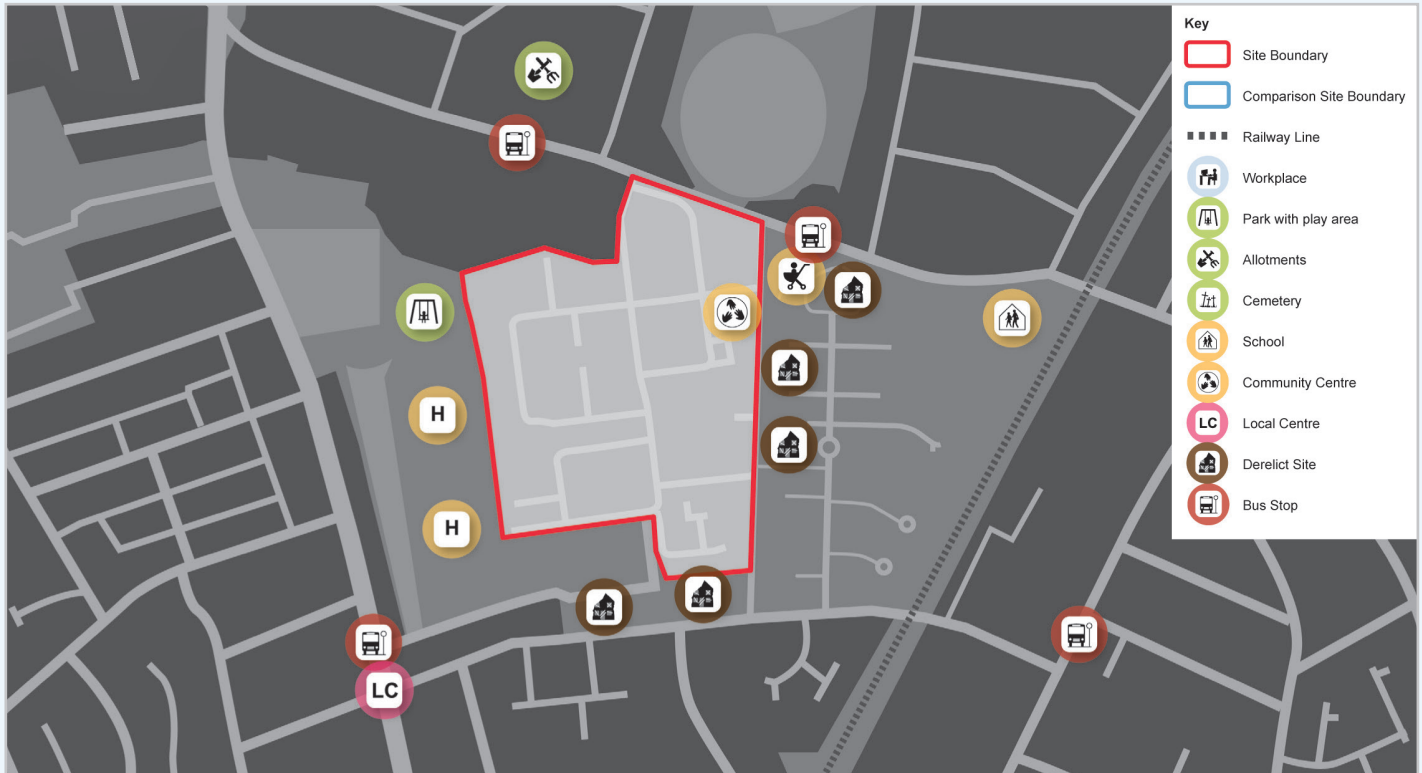 Key
Site Boundary
Comparison Site Boundary
Railway Line
Workplace
Park with play area
Allotments
Cemetery
School
Community Centre
LC Local Centre
Derelict Site
Bus Stop
H
H
LC